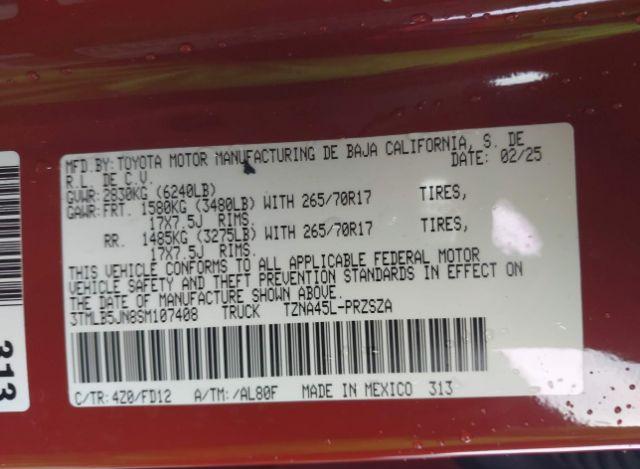 MFD.BY:TOYOTA MOTOR MANUFACTURING DE BAJA CALIFORNIA, S. DE
R.L. DE C.V. DATE: 02/25
GVWR:2830KG (6240LB)
GAWR:FRT. 1580KG (3480LB) WITH 265/70R17 TIRES,
17X7.5J RIMS.
RR. 1485KG (3275LB) WITH 265/70R17 TIRES,
17X7.5J RIMS.
THIS VEHICLE CONFORMS TO ALL APPLICABLE FEDERAL MOTOR
VEHICLE SAFETY AND THEFT PREVENTION STANDARDS IN EFFECT ON
THE DATE OF MANUFACTURE SHOWN ABOVE.
3TMLB5JN8SM107408 TRUCK TZNA45L-PRZSZA
C/TR:4Z0/FD12 A/TM:/AL80F MADE IN MEXICO 313
313